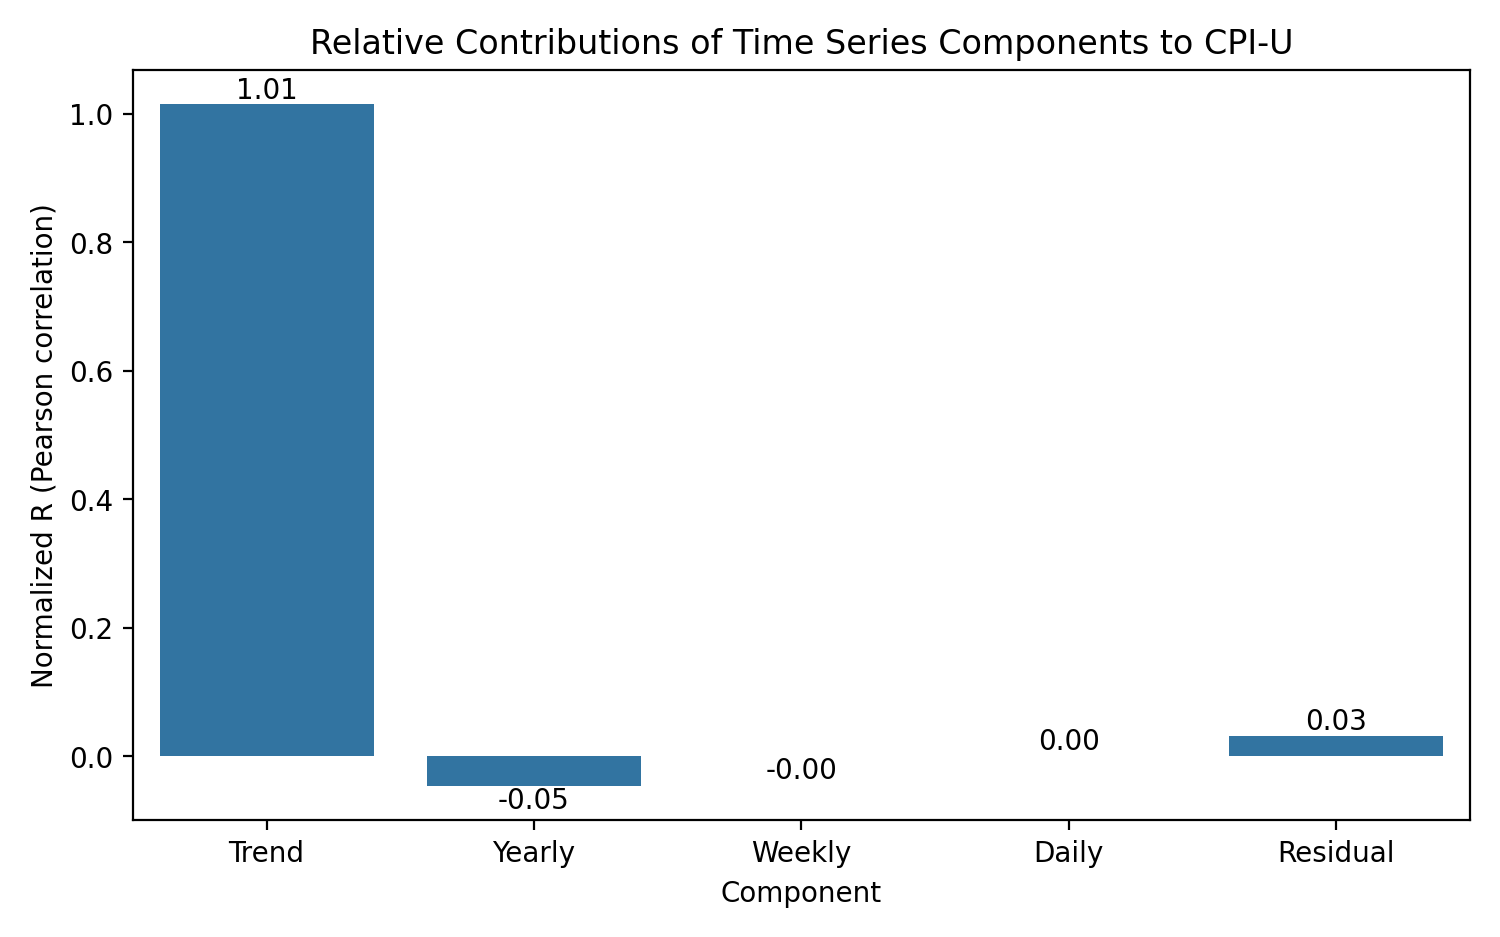 Relative Contributions of Time Series Components to CPI-U
Normalized R (Pearson correlation)
1.0
0.8
0.6
0.4
0.2
0.0
1.01
-0.05
-0.00
0.00
0.03
Trend
Yearly
Weekly
Daily
Residual
Component